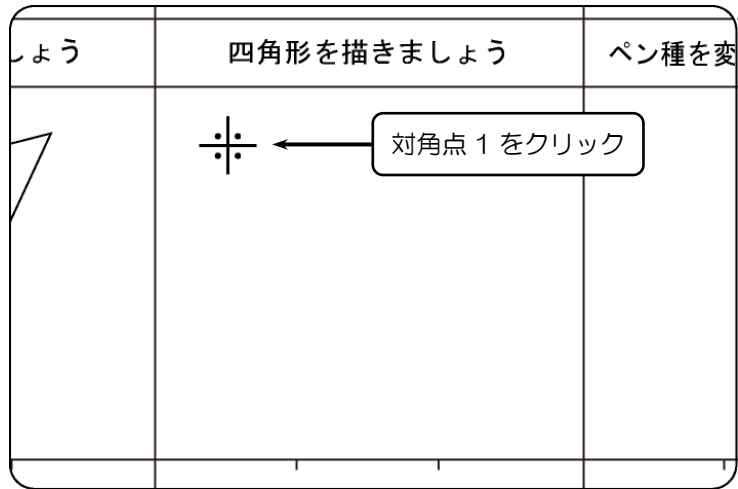 しょう
四角形を描きましょう
ペン種を変
対角点 1 をクリック